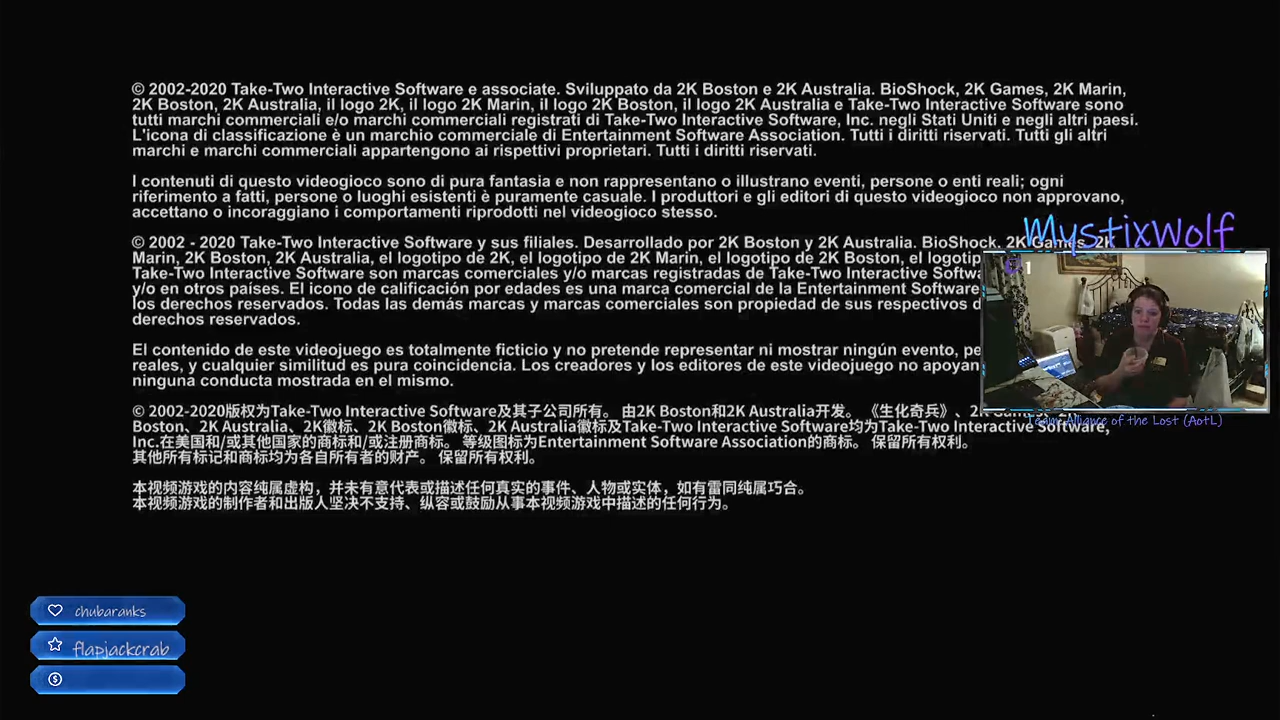 © 2002-2020 Take-Two Interactive Software e associate. Sviluppato da 2K Boston e 2K Australia. BioShock, 2K Games, 2K Marin,
2K Boston, 2K Australia, il logo 2K, il logo 2K Marin, il logo 2K Boston, il logo 2K Australia e Take-Two Interactive Software sono
tutti marchi commerciali e/o marchi commerciali registrati di Take-Two Interactive Software, Inc. negli Stati Uniti e negli altri paesi.
L'icona di classificazione è un marchio commerciale di Entertainment Software Association. Tutti i diritti riservati. Tutti gli altri
marchi e marchi commerciali appartengono ai rispettivi proprietari. Tutti i diritti riservati.
I contenuti di questo videogioco sono di pura fantasia e non rappresentano o illustrano eventi, persone o enti reali; ogni
riferimento a fatti, persone o luoghi esistenti è puramente casuale. I produttori e gli editori di questo videogioco non approvano,
accettano o incoraggiano i comportamenti riprodotti nel videogioco stesso.
© 2002 - 2020 Take-Two Interactive Software y sus filiales. Desarrollado por 2K Boston y 2K Australia. BioShock, 2K Games, 2K
Marin, 2K Boston, 2K Australia, el logotipo de 2K, el logotipo de 2K Marin, el logotipo de 2K Boston, el logotip
Take-Two Interactive Software son marcas comerciales y/o marcas registradas de Take-Two Interactive Softwa
y/o en otros países. El icono de calificación por edades es una marca comercial de la Entertainment Software
los derechos reservados. Todas las demás marcas y marcas comerciales son propiedad de sus respectivos d
derechos reservados.
El contenido de este videojuego es totalmente ficticio y no pretende representar ni mostrar ningún evento, pe
reales, y cualquier similitud es pura coincidencia. Los creadores y los editores de este videojuego no apoyan
ninguna conducta mostrada en el mismo.
© 2002-2020版权为Take-Two Interactive Software及其子公司所有。 由2K Boston和2K Australia开发。 《生化奇兵》、2K
Boston、2K Australia、2K徽标、2K Boston徽标、2K Australia徽标及Take-Two Interactive Software均为Take-Two Interactive Software,
Inc.在美国和/或其他国家的商标和/或注册商标。 等级图标为Entertainment Software Association的商标。 保留所有权利。
其他所有标记和商标均为各自所有者的财产。 保留所有权利。
本视频游戏的内容纯属虚构，并未有意代表或描述任何真实的事件、人物或实体，如有雷同纯属巧合。
本视频游戏的制作者和出版人坚决不支持、纵容或鼓励从事本视频游戏中描述的任何行为。
MystixWolf
1
Team: Alliance of the Lost (AotL)
chubaranks
flapjackcrab